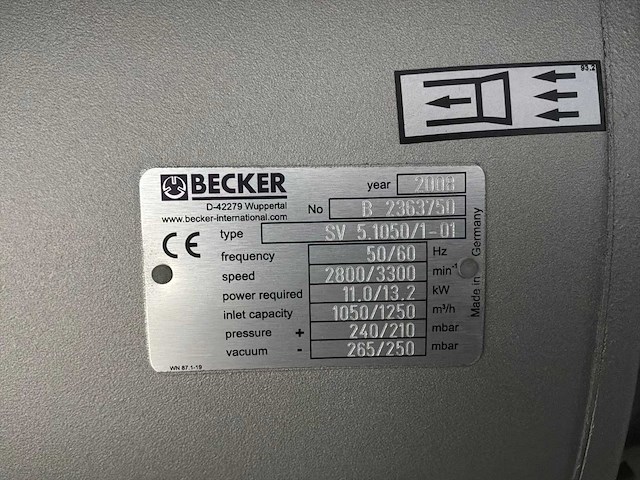 93.2
BECKER
D-42279 Wuppertal
www.becker-international.com
year 2008
No B 2363750
type SV 5.1050/1-01
CE
frequency 50/60 Hz
speed 2800/3300 min-1
power required 11.0/13.2 kW
inlet capacity 1050/1250 m³/h
pressure + 240/210 mbar
vacuum - 265/250 mbar
Made in Germany
WN 87.1-19